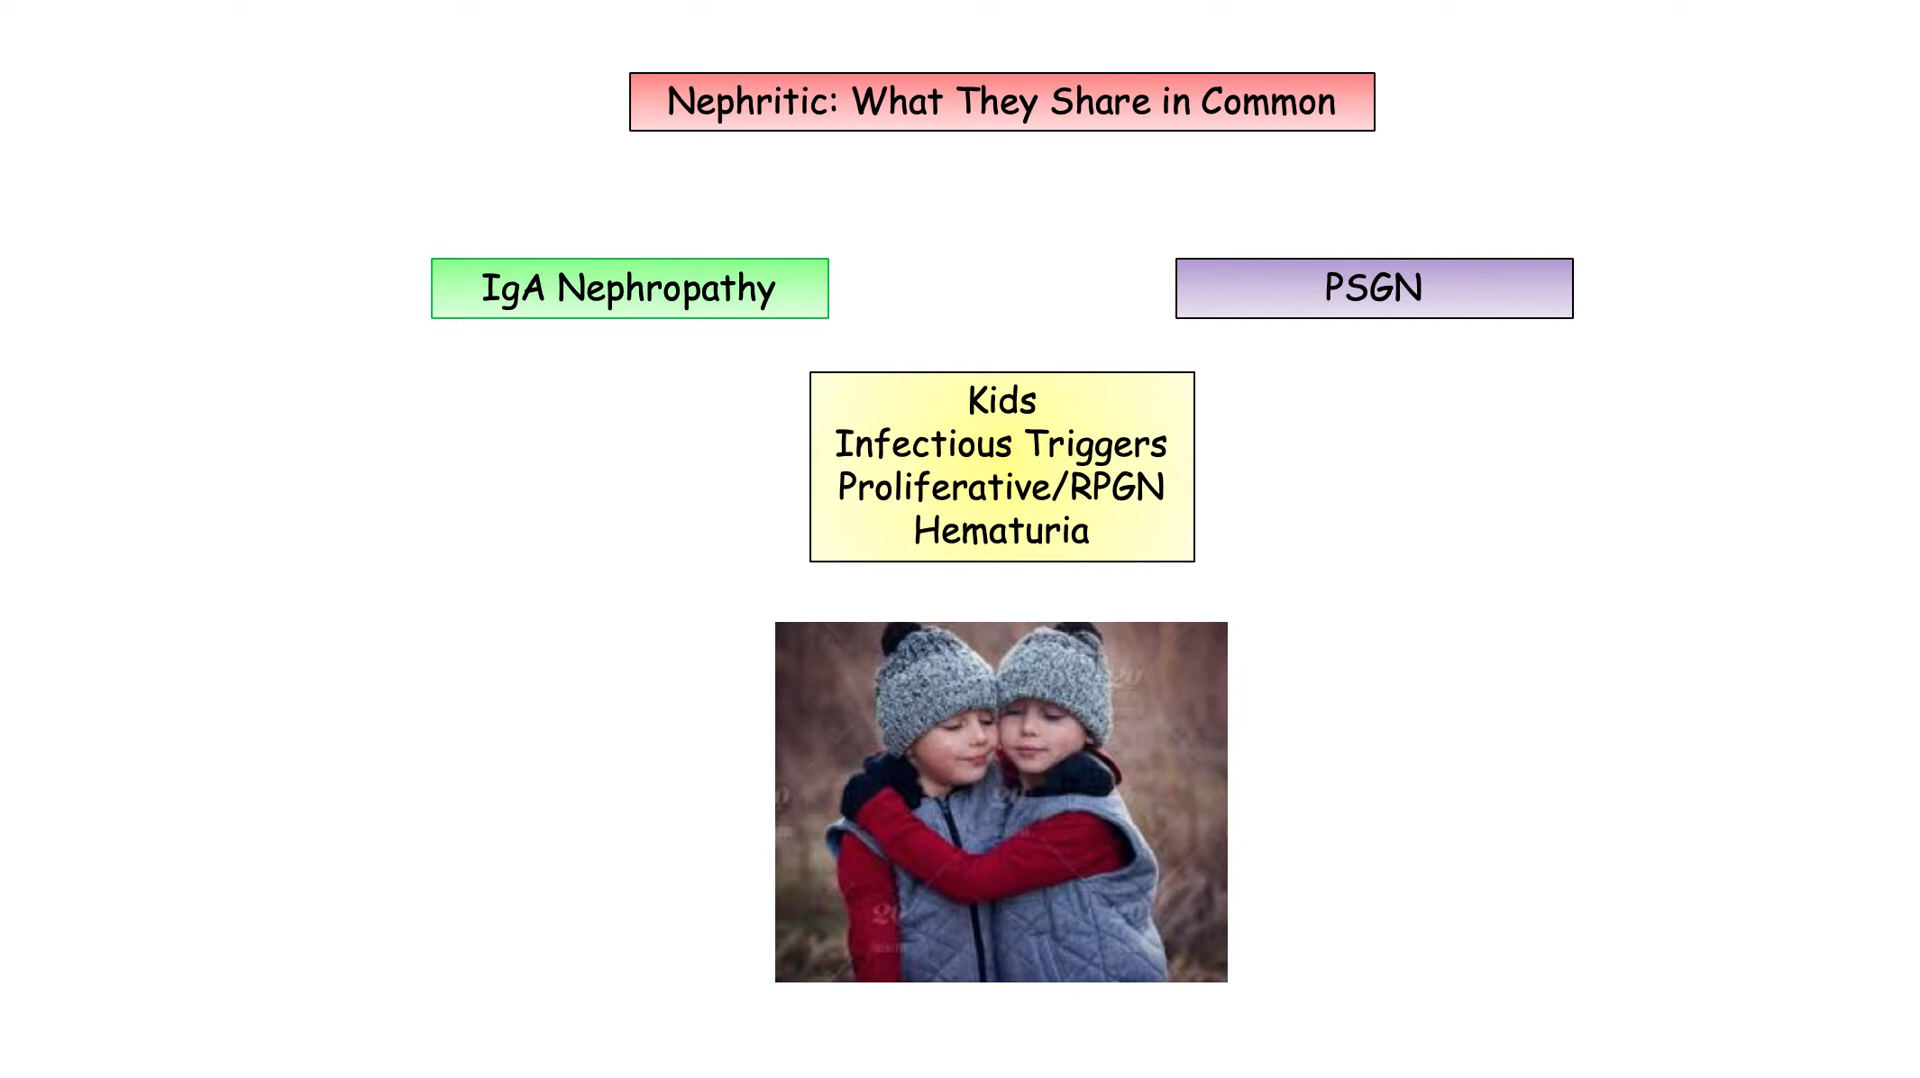 Nephritic: What They Share in Common
IgA Nephropathy
PSGN
Kids
Infectious Triggers
Proliferative/RPGN
Hematuria